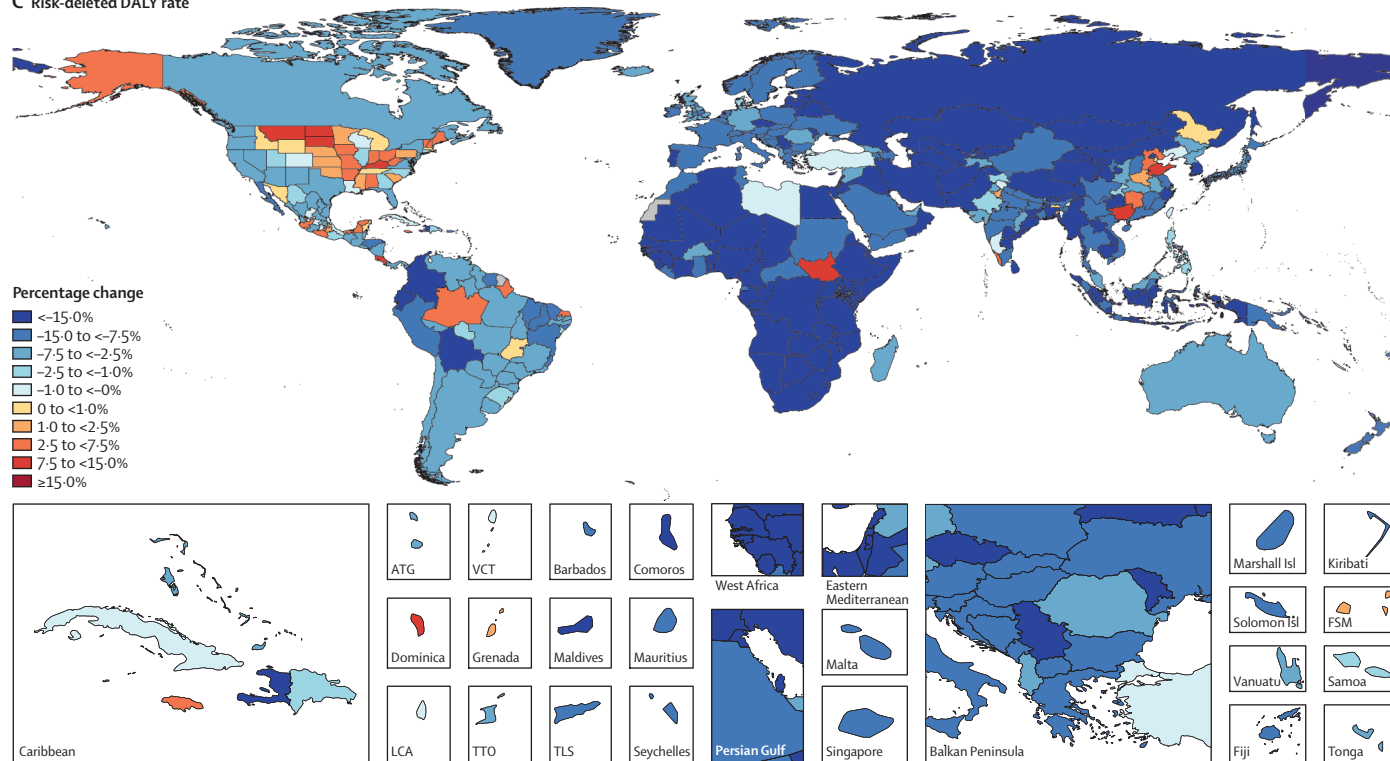 C Risk-deleted DALY rate
Percentage change
<–15·0%
–15·0 to <–7·5%
–7·5 to <–2·5%
–2·5 to <–1·0%
–1·0 to <–0%
0 to <1·0%
1·0 to <2·5%
2·5 to <7·5%
7·5 to <15·0%
≥15·0%
Caribbean
ATG
VCT
Barbados
Comoros
West Africa
Eastern
Mediterranean
Marshall Isl
Kiribati
Dominica
Grenada
Maldives
Mauritius
Malta
Solomon Isl
FSM
Vanuatu
Samoa
LCA
TTO
TLS
Seychelles
Persian Gulf
Singapore
Balkan Peninsula
Fiji
Tonga